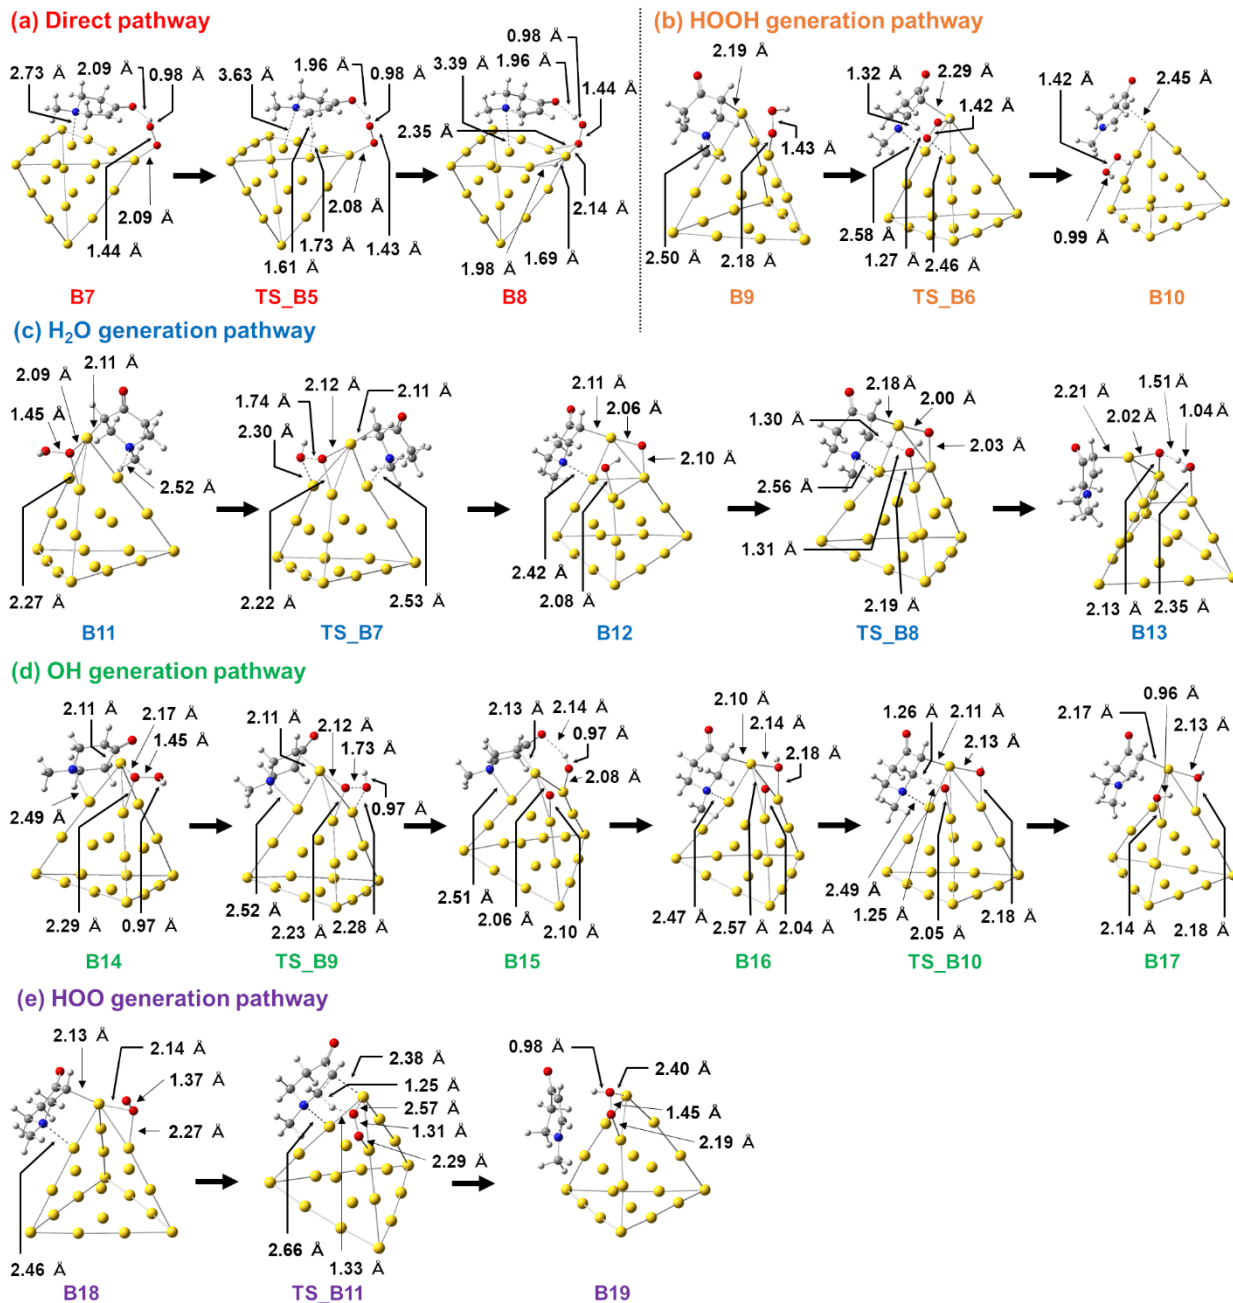 (a) Direct pathway
(b) HOOH generation pathway
2.73 Å
2.09 Å
0.98 Å
1.44 Å
2.09 Å
B7
3.63 Å
1.96 Å
0.98 Å
1.61 Å
1.73 Å
2.08 Å
1.43 Å
TS_B5
3.39 Å
1.96 Å
0.98 Å
1.44 Å
2.35 Å
2.14 Å
1.69 Å
1.98 Å
B8
2.19 Å
1.43 Å
2.50 Å
2.18 Å
B9
1.32 Å
2.29 Å
1.42 Å
2.58 Å
1.27 Å
2.46 Å
TS_B6
1.42 Å
2.45 Å
0.99 Å
B10
(c) H₂O generation pathway
2.11 Å
2.09 Å
1.45 Å
2.52 Å
2.27 Å
B11
2.12 Å
2.11 Å
1.74 Å
2.30 Å
2.22 Å
2.53 Å
TS_B7
2.11 Å
2.06 Å
2.10 Å
2.42 Å
2.08 Å
B12
2.18 Å
2.00 Å
1.30 Å
2.03 Å
2.56 Å
1.31 Å
2.19 Å
TS_B8
2.21 Å
1.51 Å
2.02 Å
1.04 Å
2.13 Å
2.35 Å
B13
(d) OH generation pathway
2.11 Å
2.17 Å
1.45 Å
2.49 Å
2.29 Å
0.97 Å
B14
2.11 Å
2.12 Å
1.73 Å
0.97 Å
2.52 Å
2.23 Å
2.28 Å
TS_B9
2.13 Å
2.14 Å
0.97 Å
2.08 Å
2.51 Å
2.06 Å
2.10 Å
B15
2.10 Å
2.14 Å
2.18 Å
2.47 Å
2.57 Å
2.04 Å
B16
1.26 Å
2.11 Å
2.13 Å
2.49 Å
1.25 Å
2.05 Å
2.18 Å
TS_B10
0.96 Å
2.17 Å
2.13 Å
2.14 Å
2.18 Å
B17
(e) HOO generation pathway
2.13 Å
2.14 Å
1.37 Å
2.27 Å
2.46 Å
B18
2.38 Å
1.25 Å
2.57 Å
1.31 Å
2.29 Å
2.66 Å
1.33 Å
TS_B11
0.98 Å
2.40 Å
1.45 Å
2.19 Å
B19